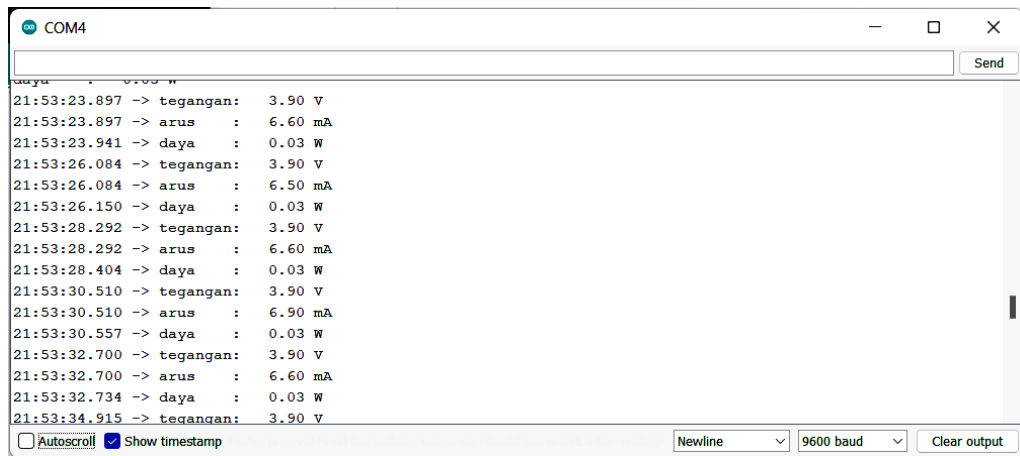 COM4
Send
daya    :   0.03 W
21:53:23.897 -> tegangan:   3.90 V
21:53:23.897 -> arus    :   6.60 mA
21:53:23.941 -> daya    :   0.03 W
21:53:26.084 -> tegangan:   3.90 V
21:53:26.084 -> arus    :   6.50 mA
21:53:26.150 -> daya    :   0.03 W
21:53:28.292 -> tegangan:   3.90 V
21:53:28.292 -> arus    :   6.60 mA
21:53:28.404 -> daya    :   0.03 W
21:53:30.510 -> tegangan:   3.90 V
21:53:30.510 -> arus    :   6.90 mA
21:53:30.557 -> daya    :   0.03 W
21:53:32.700 -> tegangan:   3.90 V
21:53:32.700 -> arus    :   6.60 mA
21:53:32.734 -> daya    :   0.03 W
21:53:34.915 -> tegangan:   3.90 V
Autoscroll Show timestamp Newline 9600 baud Clear output